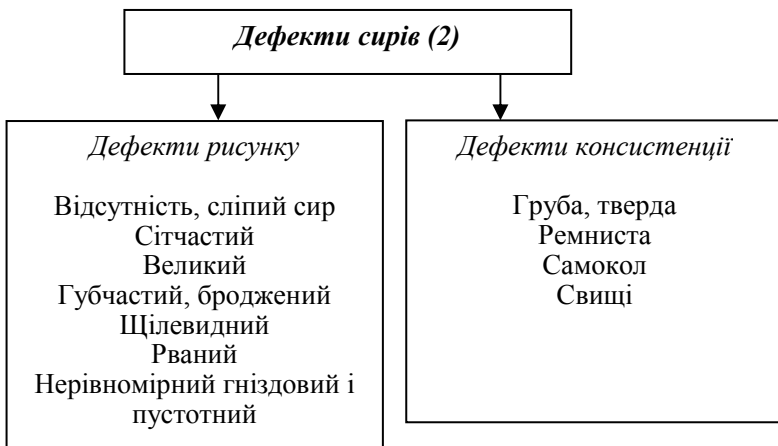 Дефекти сирів (2)
Дефекти рисунку
Відсутність, сліпий сир
Сітчастий
Великий
Губчастий, броджений
Щілевидний
Рваний
Нерівномірний гніздовий і
пустотний
Дефекти консистенції
Груба, тверда
Ремниста
Самокол
Свищі